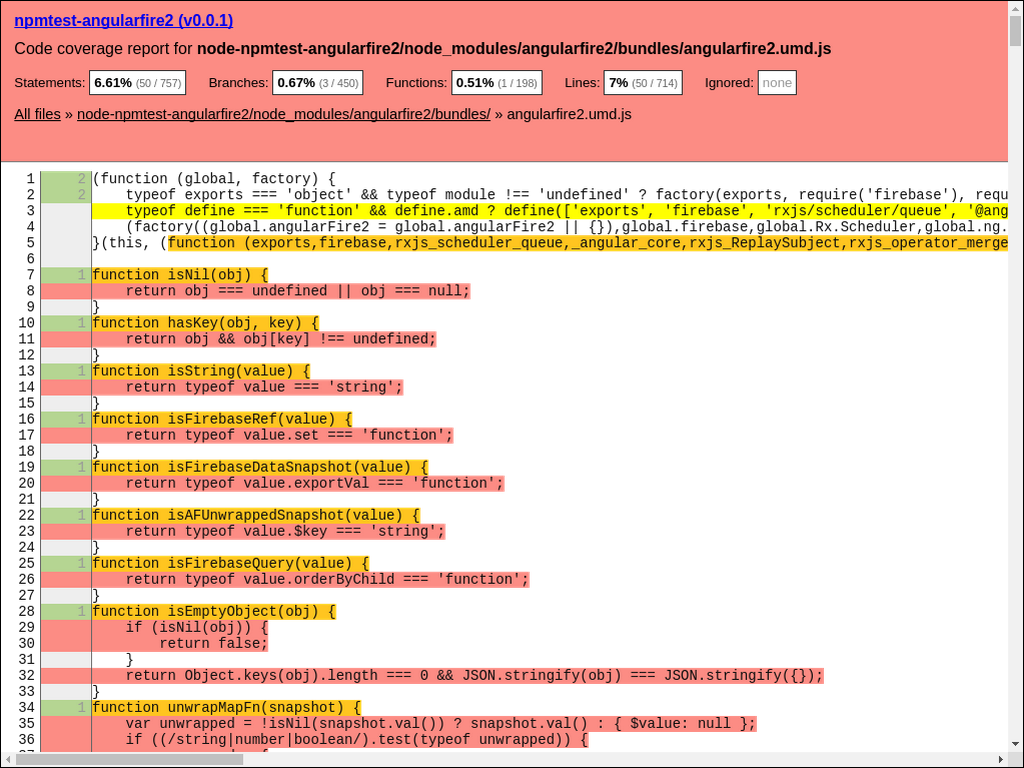 npmtest-angularfire2 (v0.0.1)
Code coverage report for node-npmtest-angularfire2/node_modules/angularfire2/bundles/angularfire2.umd.js
Statements: 6.61% (50 / 757) Branches: 0.67% (3 / 450) Functions: 0.51% (1 / 198) Lines: 7% (50 / 714) Ignored: none
All files » node-npmtest-angularfire2/node_modules/angularfire2/bundles/ » angularfire2.umd.js
1 2 (function (global, factory) {
2 2     typeof exports === 'object' && typeof module !== 'undefined' ? factory(exports, require('firebase'), requ
3     typeof define === 'function' && define.amd ? define(['exports', 'firebase', 'rxjs/scheduler/queue', '@ang
4     (factory((global.angularFire2 = global.angularFire2 || {}),global.firebase,global.Rx.Scheduler,global.ng.
5 }(this, (function (exports,firebase,rxjs_scheduler_queue,_angular_core,rxjs_ReplaySubject,rxjs_operator_merge
6
7 1 function isNil(obj) {
8     return obj === undefined || obj === null;
9 }
10 1 function hasKey(obj, key) {
11     return obj && obj[key] !== undefined;
12 }
13 1 function isString(value) {
14     return typeof value === 'string';
15 }
16 1 function isFirebaseRef(value) {
17     return typeof value.set === 'function';
18 }
19 1 function isFirebaseDataSnapshot(value) {
20     return typeof value.exportVal === 'function';
21 }
22 1 function isAFUnwrappedSnapshot(value) {
23     return typeof value.$key === 'string';
24 }
25 1 function isFirebaseQuery(value) {
26     return typeof value.orderByChild === 'function';
27 }
28 1 function isEmptyObject(obj) {
29     if (isNil(obj)) {
30         return false;
31     }
32     return Object.keys(obj).length === 0 && JSON.stringify(obj) === JSON.stringify({});
33 }
34 1 function unwrapMapFn(snapshot) {
35     var unwrapped = !isNil(snapshot.val()) ? snapshot.val() : { $value: null };
36     if ((/string|number|boolean/).test(typeof unwrapped)) {